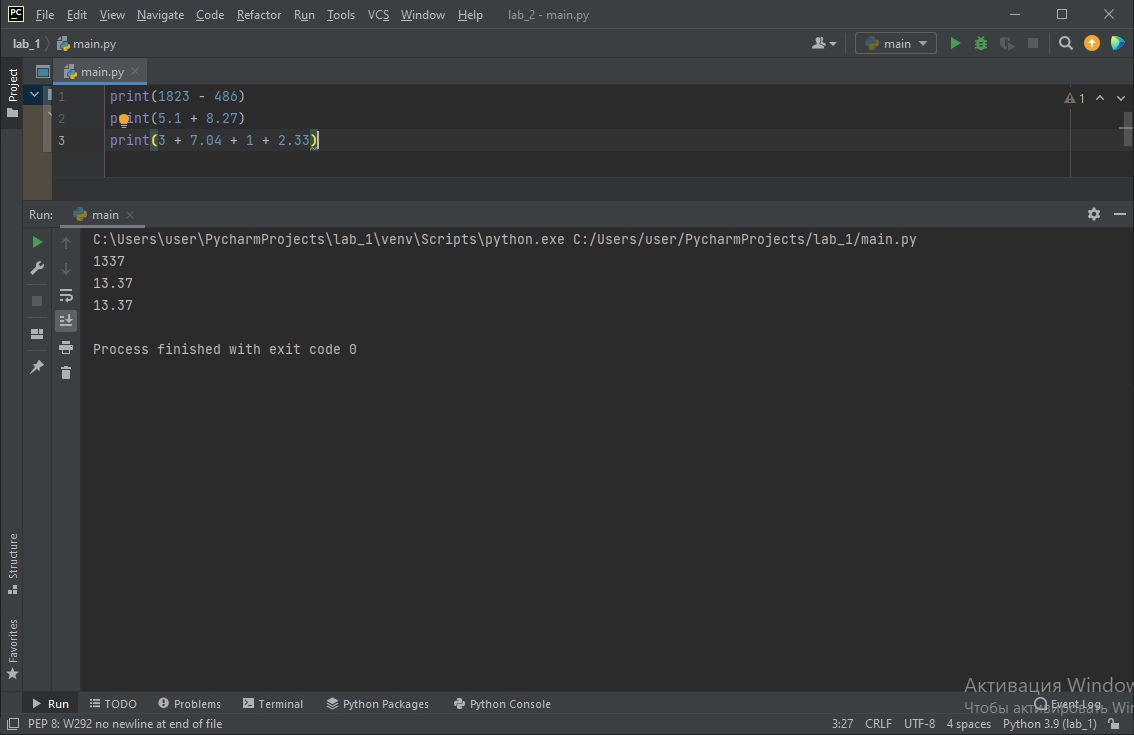 PC File Edit View Navigate Code Refactor Run Tools VCS Window Help lab_2 - main.py
lab_1 main.py main
Project
main.py
1 print(1823 - 486)
1
2 print(5.1 + 8.27)
3 print(3 + 7.04 + 1 + 2.33)
Run: main
C:\Users\user\PycharmProjects\lab_1\venv\Scripts\python.exe C:/Users/user/PycharmProjects/lab_1/main.py
1337
13.37
13.37
Process finished with exit code 0
Structure
Favorites
Активация Window
Чтобы активировать Wi
Run TODO Problems Terminal Python Packages Python Console Event Log
PEP 8: W292 no newline at end of file 3:27 CRLF UTF-8 4 spaces Python 3.9 (lab_1)